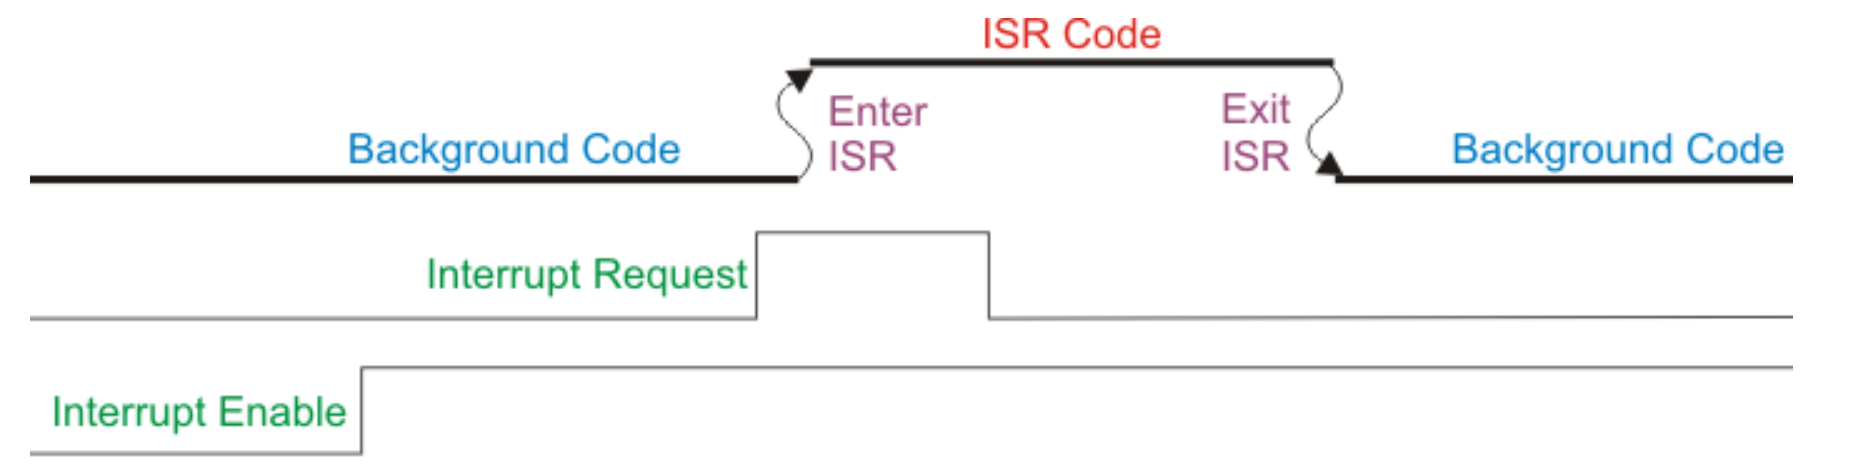 ISR Code
Enter
ISR
Exit
ISR
Background Code
Background Code
Interrupt Request
Interrupt Enable